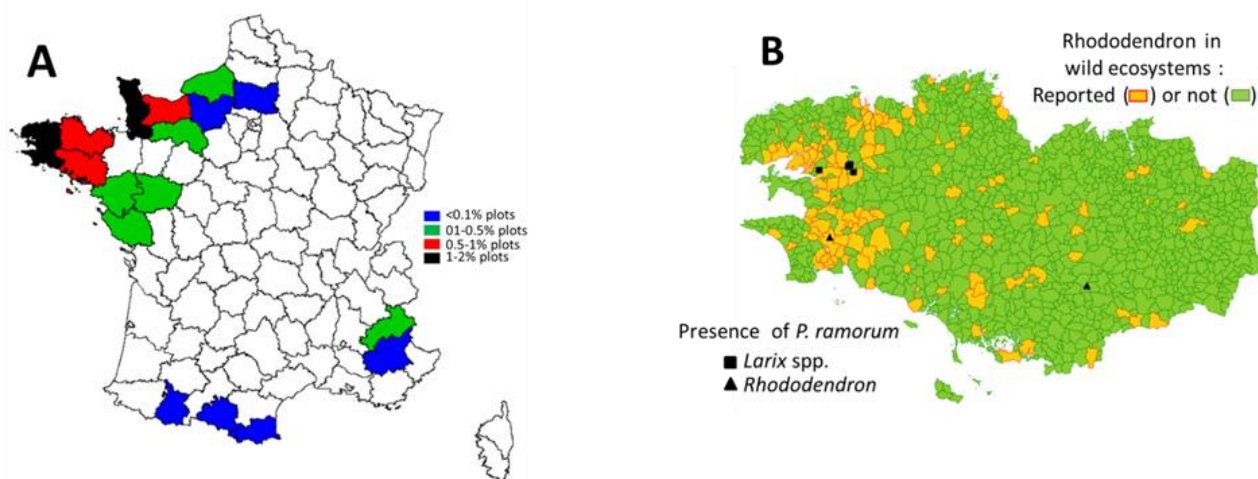 A
<0.1% plots
01-0.5% plots
0.5-1% plots
1-2% plots
B
Rhododendron in
wild ecosystems :
Reported ( ) or not ( )
Presence of P. ramorum
Larix spp.
Rhododendron